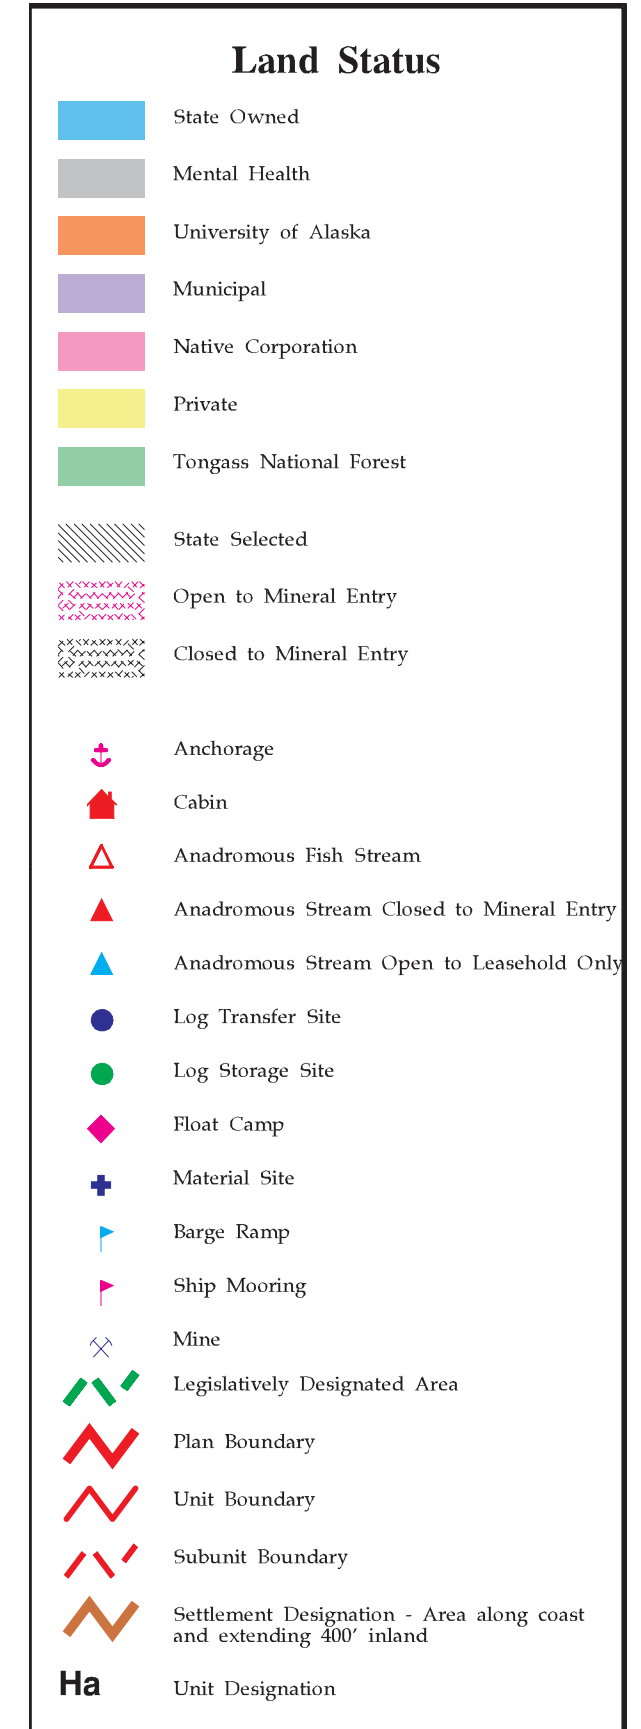 Land Status
State Owned
Mental Health
University of Alaska
Municipal
Native Corporation
Private
Tongass National Forest
State Selected
Open to Mineral Entry
Closed to Mineral Entry
Anchorage
Cabin
Anadromous Fish Stream
Anadromous Stream Closed to Mineral Entry
Anadromous Stream Open to Leasehold Only
Log Transfer Site
Log Storage Site
Float Camp
Material Site
Barge Ramp
Ship Mooring
Mine
Legislatively Designated Area
Plan Boundary
Unit Boundary
Subunit Boundary
Settlement Designation - Area along coast
and extending 400′ inland
Ha Unit Designation